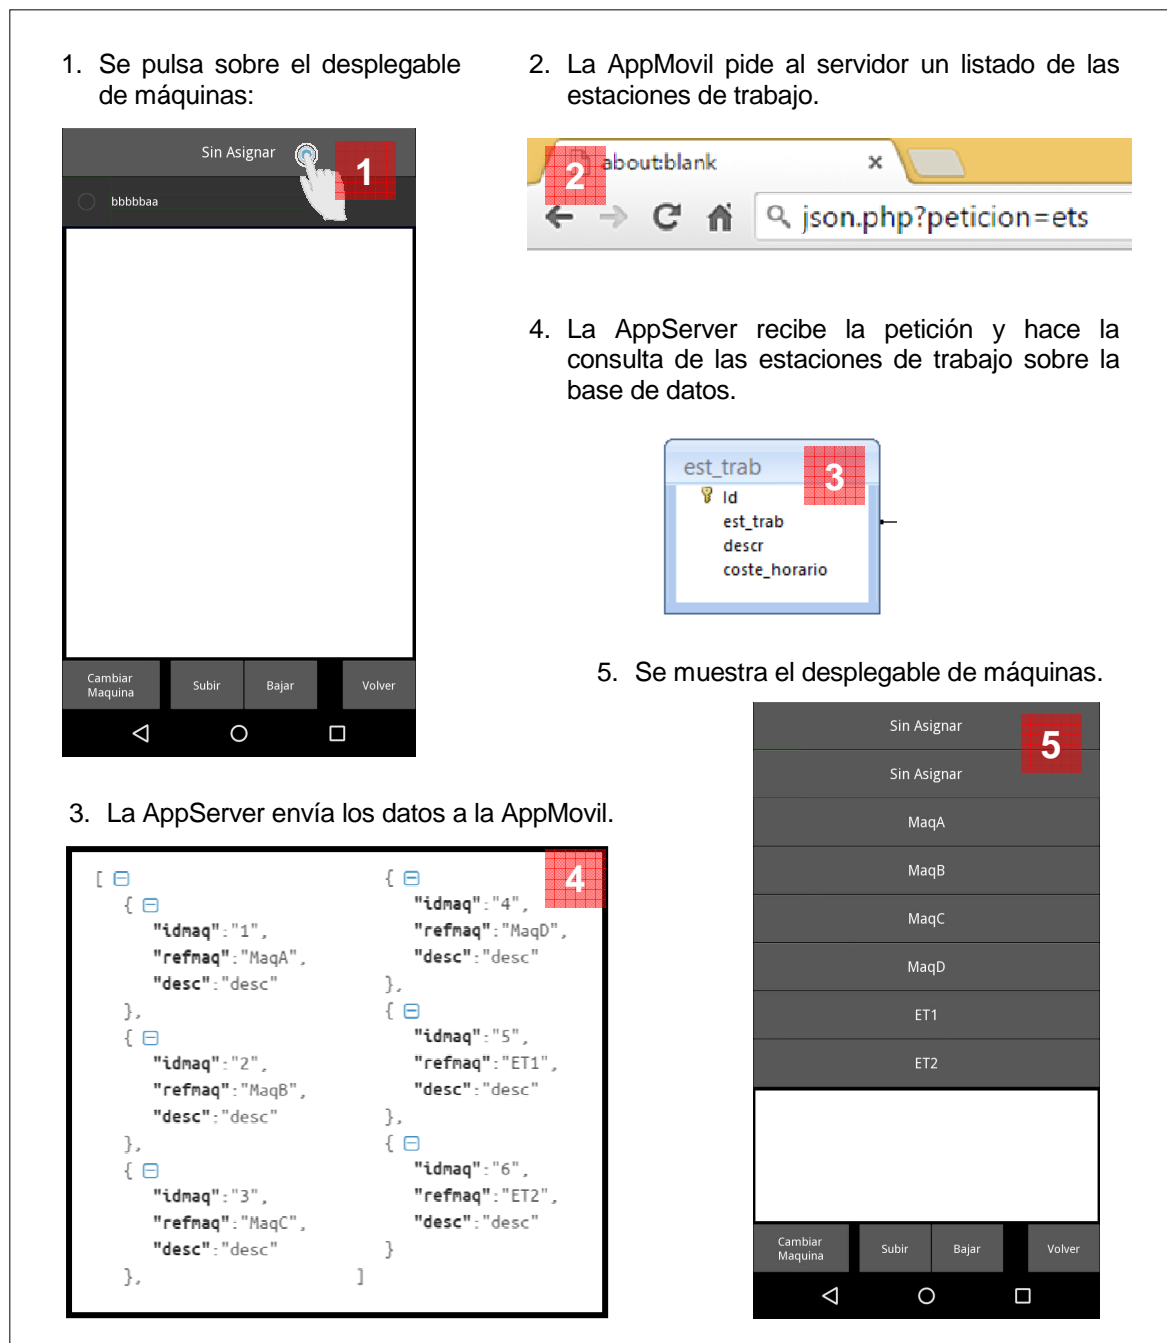 1. Se pulsa sobre el desplegable
de máquinas:
Sin Asignar
1
bbbbbaa
Cambiar
Maquina
Subir
Bajar
Volver
2. La AppMovil pide al servidor un listado de las
estaciones de trabajo.
2
about:blank
json.php?peticion=ets
4. La AppServer recibe la petición y hace la
consulta de las estaciones de trabajo sobre la
base de datos.
est_trab
3
Id
est_trab
descr
coste_horario
3. La AppServer envía los datos a la AppMovil.
4
[
{
"idmaq":"1",
"refmaq":"MaqA",
"desc":"desc"
},
{
"idmaq":"2",
"refmaq":"MaqB",
"desc":"desc"
},
{
"idmaq":"3",
"refmaq":"MaqC",
"desc":"desc"
},
{
"idmaq":"4",
"refmaq":"MaqD",
"desc":"desc"
},
{
"idmaq":"5",
"refmaq":"ET1",
"desc":"desc"
},
{
"idmaq":"6",
"refmaq":"ET2",
"desc":"desc"
}
]
5. Se muestra el desplegable de máquinas.
Sin Asignar
5
Sin Asignar
MaqA
MaqB
MaqC
MaqD
ET1
ET2
Cambiar
Maquina
Subir
Bajar
Volver